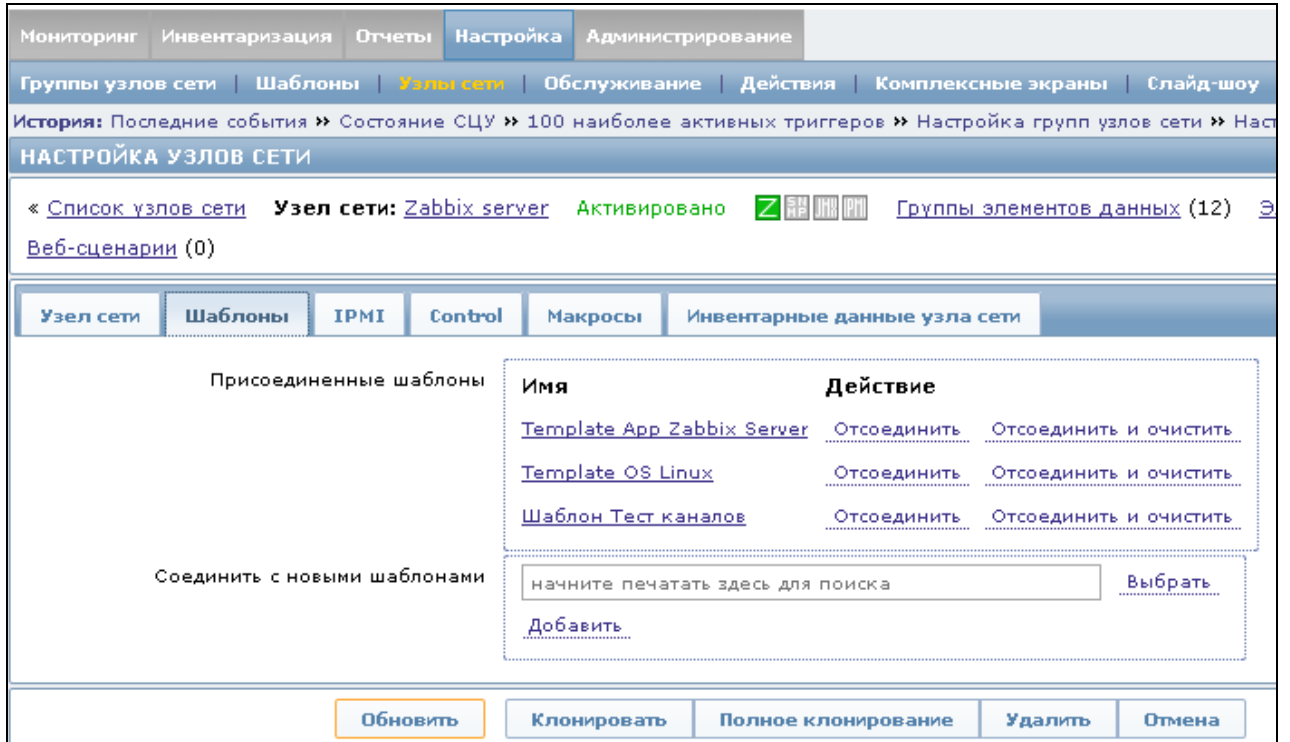 Мониторинг Инвентаризация Отчеты Настройка Администрирование
Группы узлов сети | Шаблоны | Узлы сети | Обслуживание | Действия | Комплексные экраны | Слайд-шоу
История: Последние события » Состояние СЦУ » 100 наиболее активных триггеров » Настройка групп узлов сети » Наст
НАСТРОЙКА УЗЛОВ СЕТИ
« Список узлов сети Узел сети: Zabbix server Активировано Z SNMP JMX IPMI Группы элементов данных (12) Э
Веб-сценарии (0)
Узел сети Шаблоны IPMI Control Макросы Инвентарные данные узла сети
Присоединенные шаблоны Имя Действие
Template App Zabbix Server Отсоединить Отсоединить и очистить
Template OS Linux Отсоединить Отсоединить и очистить
Шаблон Тест каналов Отсоединить Отсоединить и очистить
Соединить с новыми шаблонами начните печатать здесь для поиска Выбрать
Добавить
Обновить Клонировать Полное клонирование Удалить Отмена